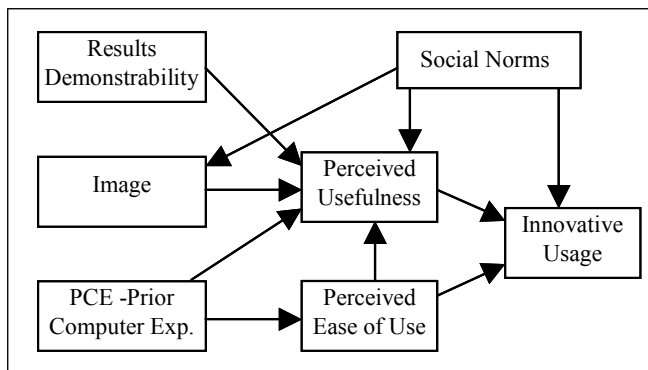 Results
Demonstrability
Social Norms
Image
Perceived
Usefulness
Innovative
Usage
PCE -Prior
Computer Exp.
Perceived
Ease of Use